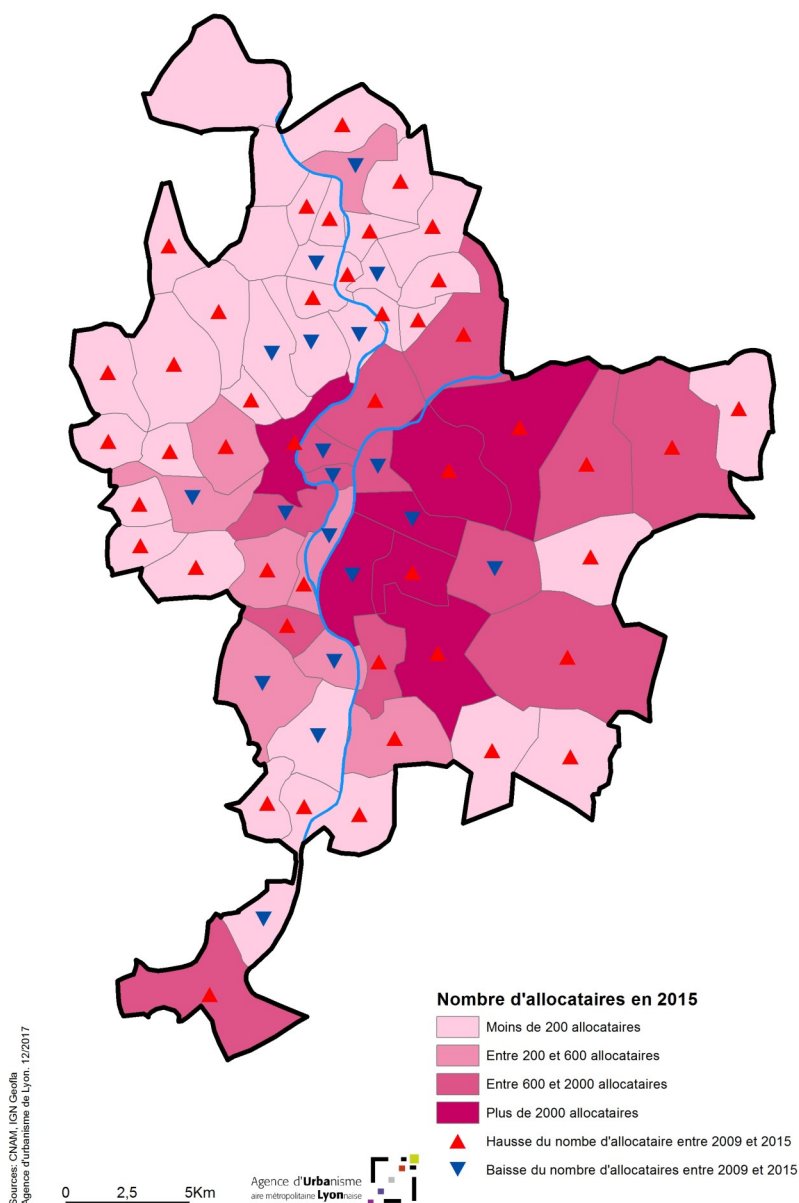 Nombre d'allocataires en 2015
Moins de 200 allocataires
Entre 200 et 600 allocataires
Entre 600 et 2000 allocataires
Plus de 2000 allocataires
Hausse du nombe d'allocataire entre 2009 et 2015
Baisse du nombre d'allocataires entre 2009 et 2015
Sources: CNAM, IGN Geofla
Agence d'urbanisme de Lyon. 12/2017
0 2,5 5Km
Agence d'Urbanisme
aire métropolitaine Lyonnaise